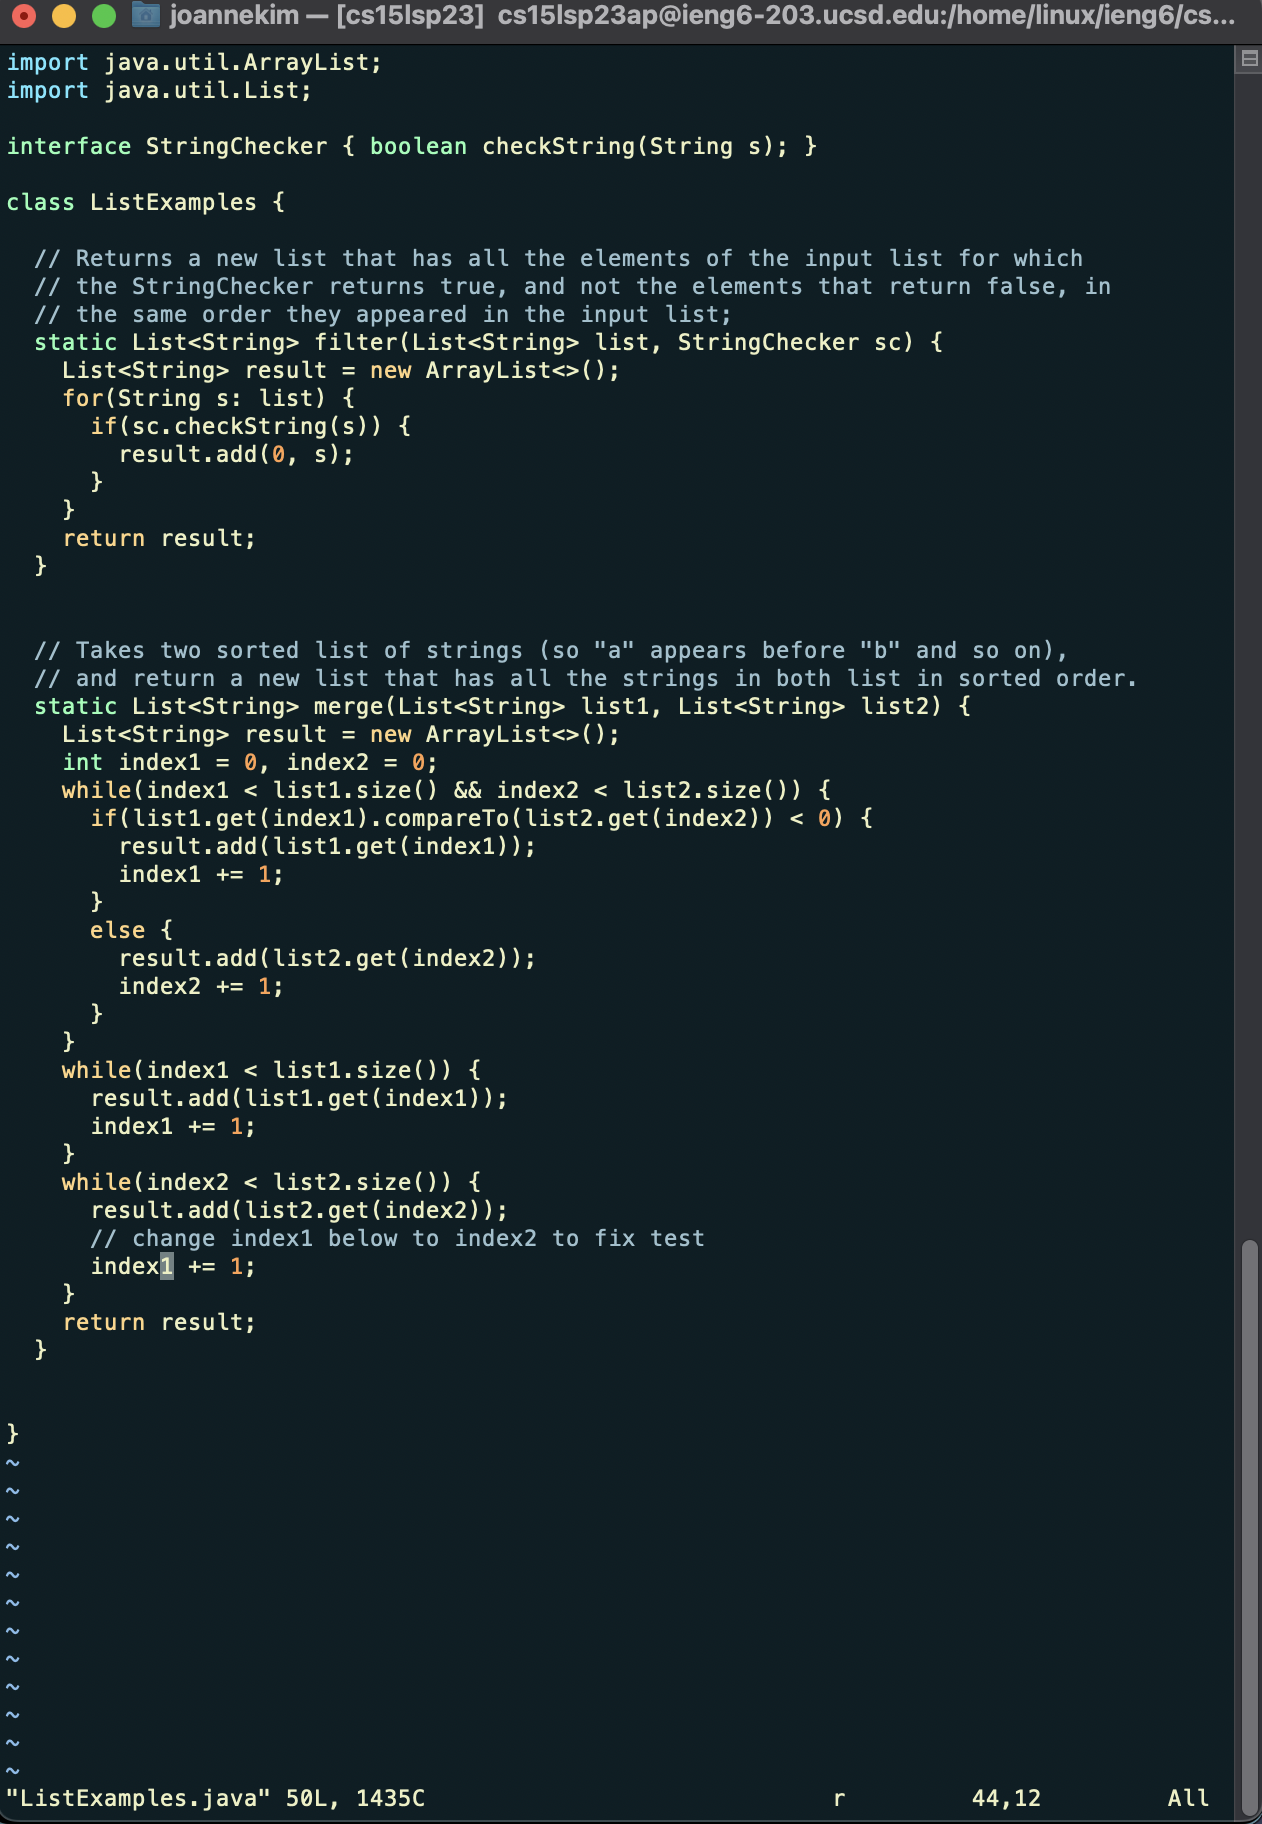 joannekim — [cs15lsp23] cs15lsp23ap@ieng6-203.ucsd.edu:/home/linux/ieng6/cs...
import java.util.ArrayList;
import java.util.List;

interface StringChecker { boolean checkString(String s); }

class ListExamples {

  // Returns a new list that has all the elements of the input list for which
  // the StringChecker returns true, and not the elements that return false, in
  // the same order they appeared in the input list;
  static List<String> filter(List<String> list, StringChecker sc) {
    List<String> result = new ArrayList<>();
    for(String s: list) {
      if(sc.checkString(s)) {
        result.add(0, s);
      }
    }
    return result;
  }


  // Takes two sorted list of strings (so "a" appears before "b" and so on),
  // and return a new list that has all the strings in both list in sorted order.
  static List<String> merge(List<String> list1, List<String> list2) {
    List<String> result = new ArrayList<>();
    int index1 = 0, index2 = 0;
    while(index1 < list1.size() && index2 < list2.size()) {
      if(list1.get(index1).compareTo(list2.get(index2)) < 0) {
        result.add(list1.get(index1));
        index1 += 1;
      }
      else {
        result.add(list2.get(index2));
        index2 += 1;
      }
    }
    while(index1 < list1.size()) {
      result.add(list1.get(index1));
      index1 += 1;
    }
    while(index2 < list2.size()) {
      result.add(list2.get(index2));
      // change index1 below to index2 to fix test
      index1 += 1;
    }
    return result;
  }


}
~
~
~
~
~
~
~
~
~
~
~
~
"ListExamples.java" 50L, 1435C r 44,12 All